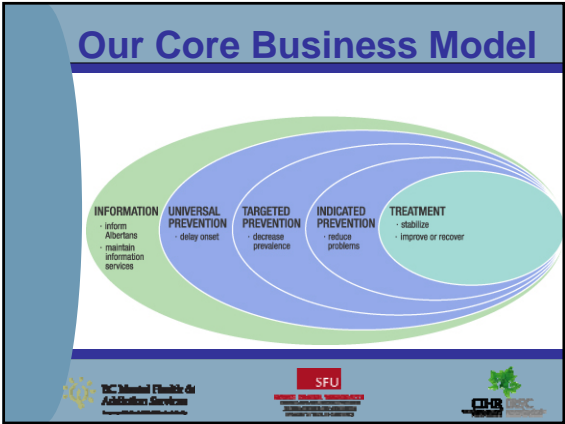 Our Core Business Model
INFORMATION
· inform
Albertans
· maintain
information
services
UNIVERSAL
PREVENTION
· delay onset
TARGETED
PREVENTION
· decrease
prevalence
INDICATED
PREVENTION
· reduce
problems
TREATMENT
· stabilize
· improve or recover
BC Mental Health &
Addiction Services
SFU
CIHR IRSC